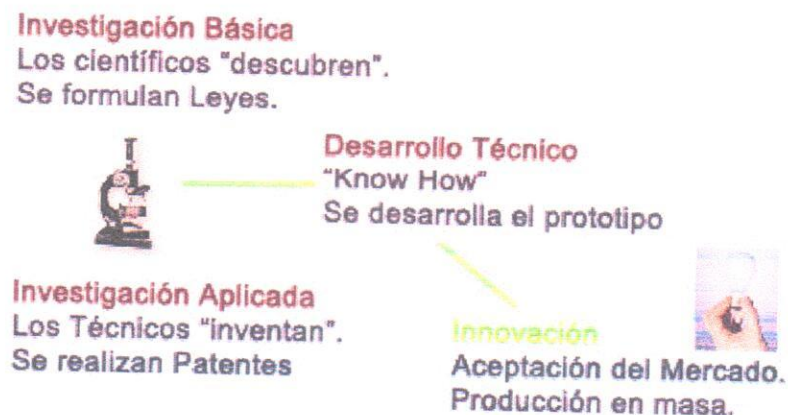 Investigación Básica
Los científicos "descubren".
Se formulan Leyes.
Desarrollo Técnico
"Know How"
Se desarrolla el prototipo
Investigación Aplicada
Los Técnicos "inventan".
Se realizan Patentes
Innovación
Aceptación del Mercado.
Producción en masa.